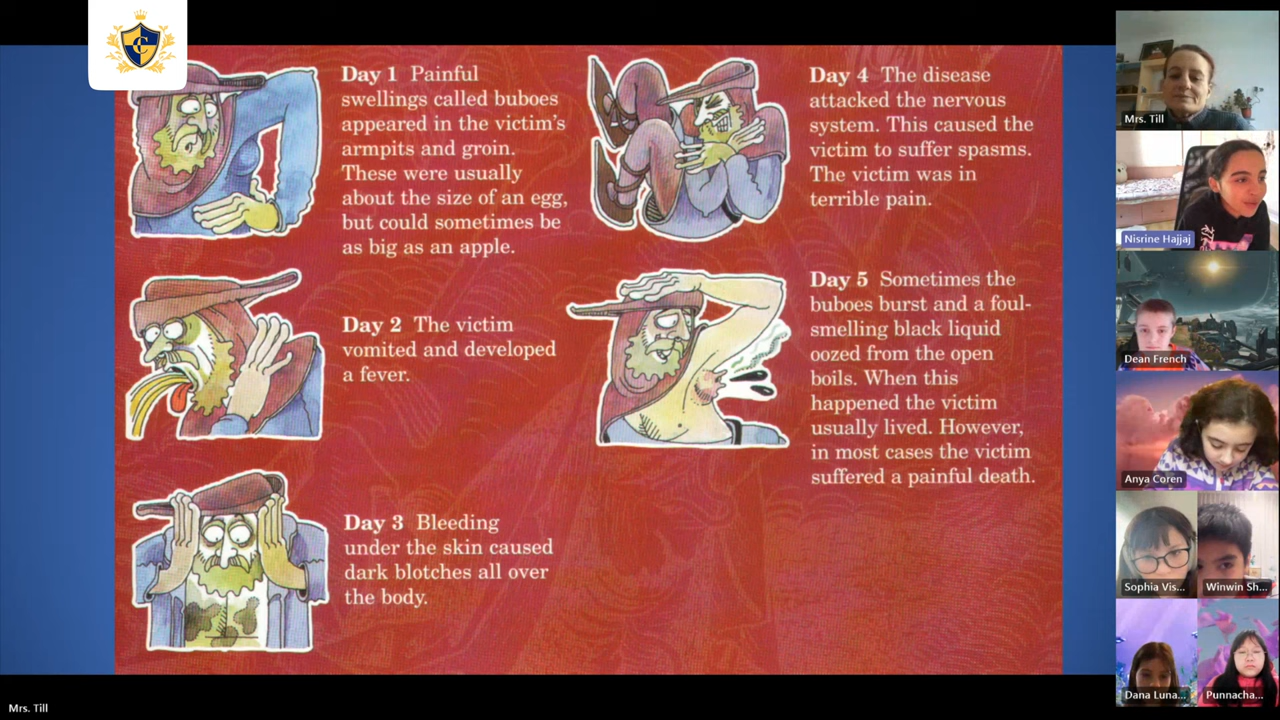 Day 1 Painful
swellings called buboes
appeared in the victim's
armpits and groin.
These were usually
about the size of an egg,
but could sometimes be
as big as an apple.
Day 2 The victim
vomited and developed
a fever.
Day 3 Bleeding
under the skin caused
dark blotches all over
the body.
Day 4 The disease
attacked the nervous
system. This caused the
victim to suffer spasms.
The victim was in
terrible pain.
Day 5 Sometimes the
buboes burst and a foul-
smelling black liquid
oozed from the open
boils. When this
happened the victim
usually lived. However,
in most cases the victim
suffered a painful death.
C
Mrs. Till
Nisrine Hajjaj
Dean French
Anya Coren
Sophia Vis...
Winwin Sh...
Dana Luna...
Punnacha...
Mrs. Till